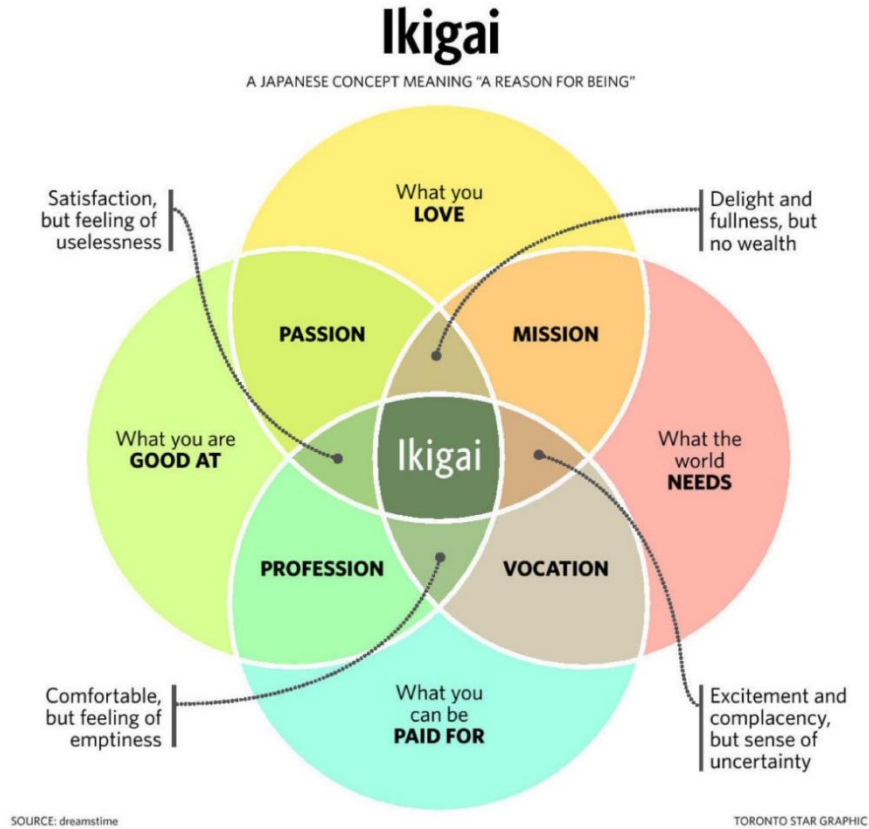 Ikigai
A JAPANESE CONCEPT MEANING “A REASON FOR BEING”
What you
LOVE
Satisfaction,
but feeling of
uselessness
Delight and
fullness, but
no wealth
PASSION
MISSION
What you are
GOOD AT
Ikigai
What the
world
NEEDS
PROFESSION
VOCATION
What you
can be
PAID FOR
Comfortable,
but feeling of
emptiness
Excitement and
complacency,
but sense of
uncertainty
SOURCE: dreamstime
TORONTO STAR GRAPHIC